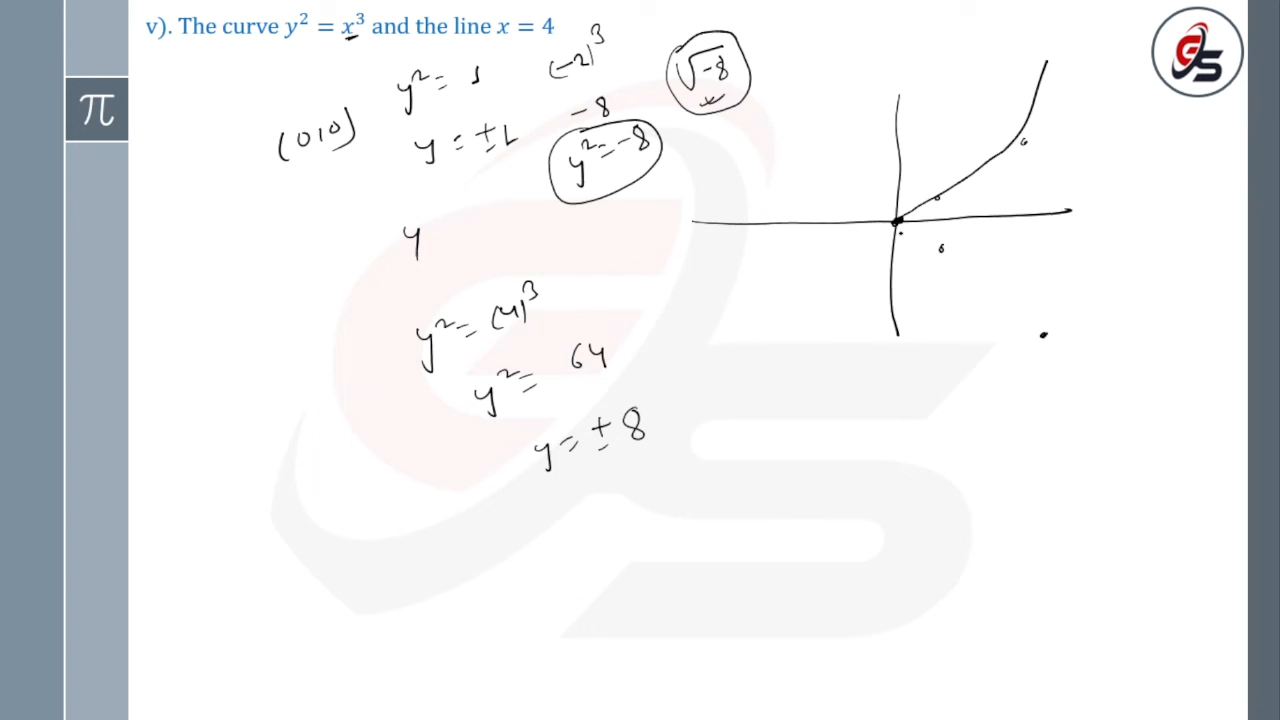 v). The curve y² = x³ and the line x = 4
y² = 1
(-2)³
√-8
(0,0)
y = ±1
-8
y² = -8
y
y² = (4)³
y² = 64
y = ±8
π
GS